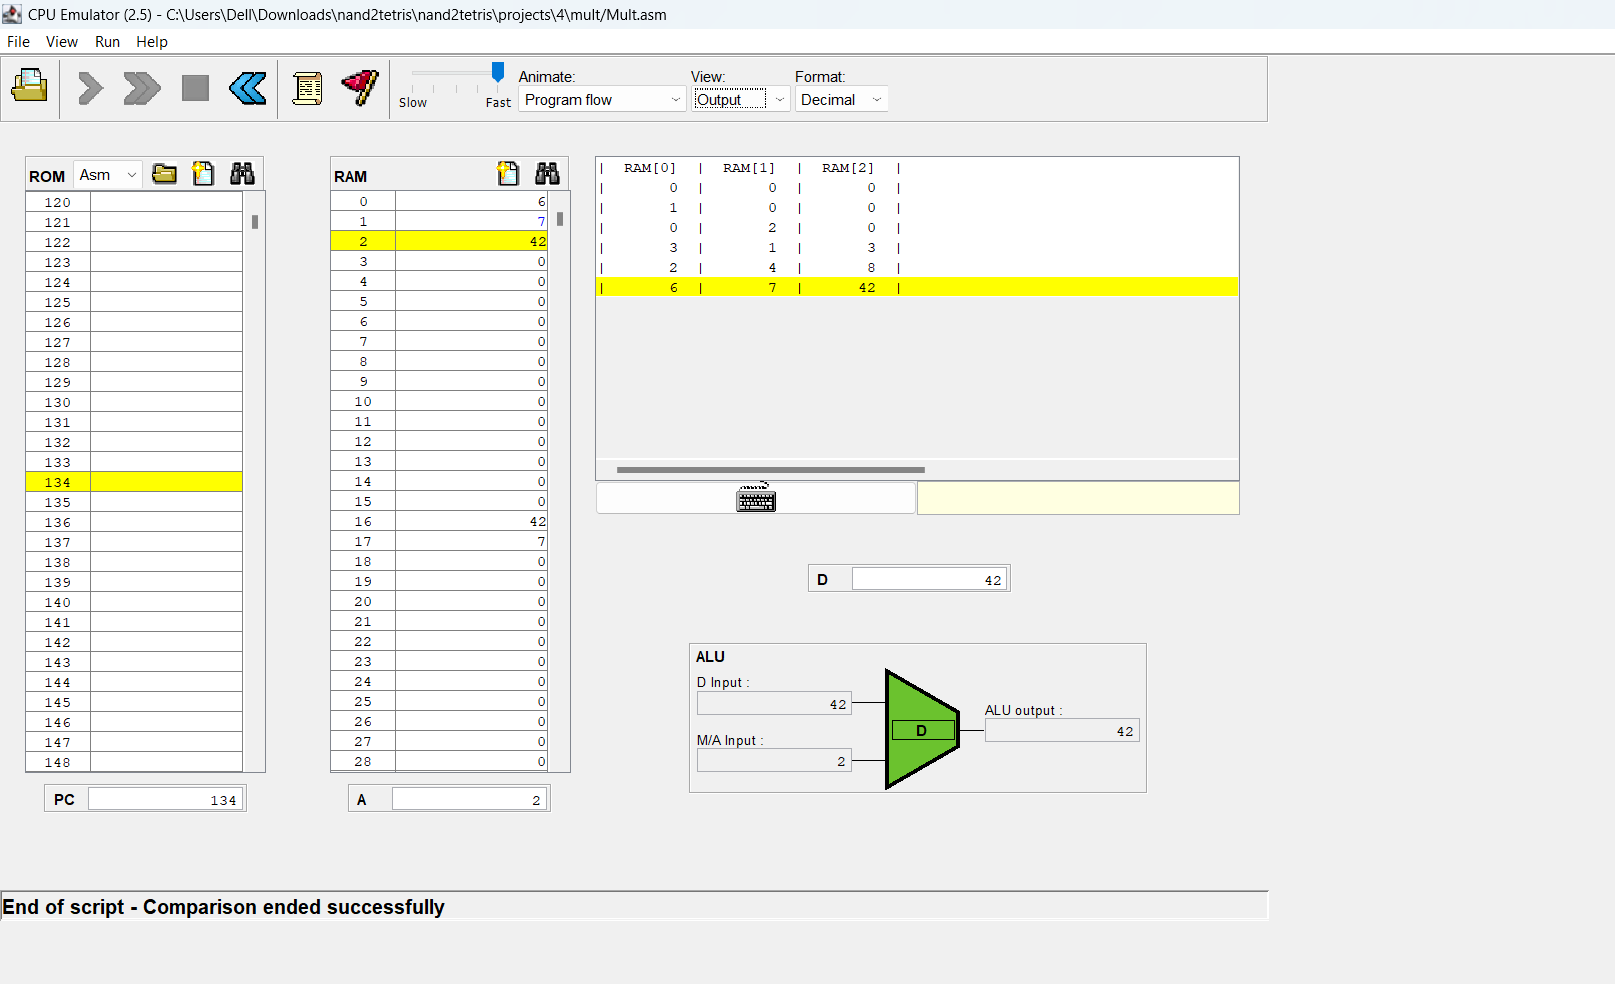 CPU Emulator (2.5) - C:\Users\Dell\Downloads\nand2tetris\nand2tetris\projects\4\mult/Mult.asm
File View Run Help
Slow Fast
Animate: View: Format:
Program flow Output Decimal
ROM Asm
120
121
122
123
124
125
126
127
128
129
130
131
132
133
134
135
136
137
138
139
140
141
142
143
144
145
146
147
148
PC 134
RAM
0 6
1 7
2 42
3 0
4 0
5 0
6 0
7 0
8 0
9 0
10 0
11 0
12 0
13 0
14 0
15 0
16 42
17 7
18 0
19 0
20 0
21 0
22 0
23 0
24 0
25 0
26 0
27 0
28 0
A 2
| RAM[0] | RAM[1] | RAM[2] |
| 0 | 0 | 0 |
| 1 | 0 | 0 |
| 0 | 2 | 0 |
| 3 | 1 | 3 |
| 2 | 4 | 8 |
| 6 | 7 | 42 |
D 42
ALU
D Input :
42
M/A Input :
2
D
ALU output :
42
End of script - Comparison ended successfully